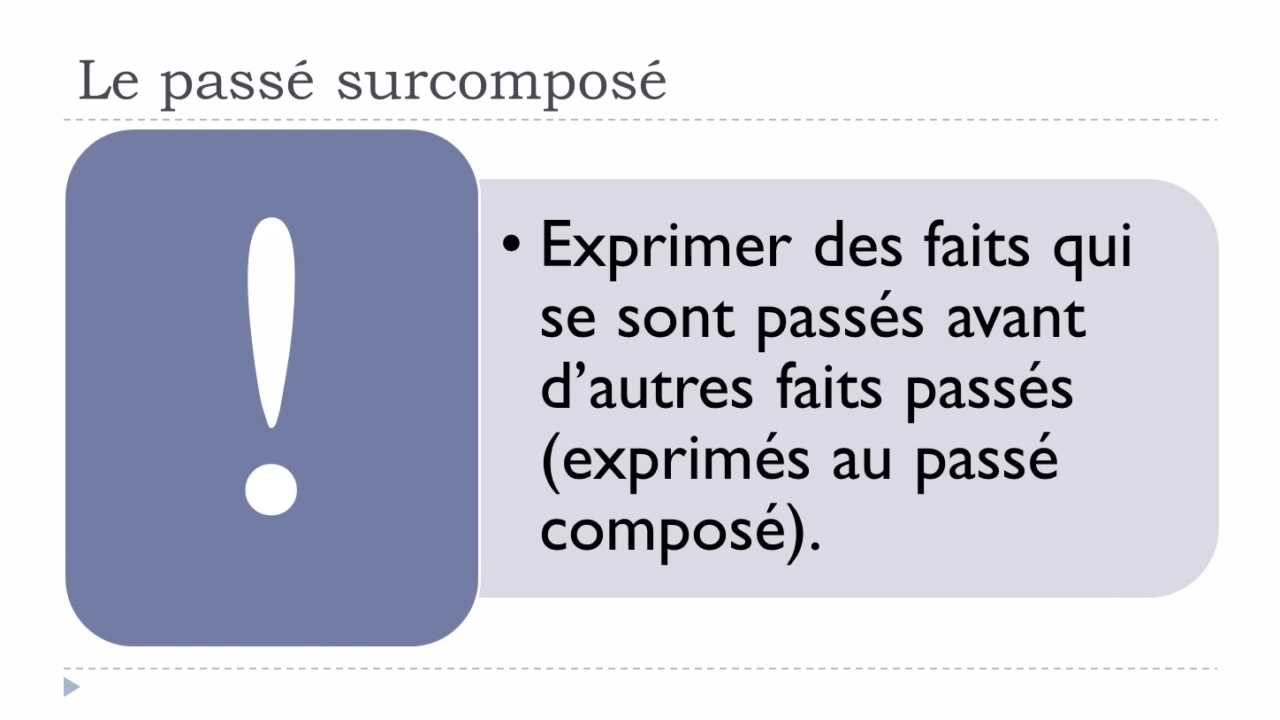 Le passé surcomposé
!
• Exprimer des faits qui
se sont passés avant
d’autres faits passés
(exprimés au passé
composé).